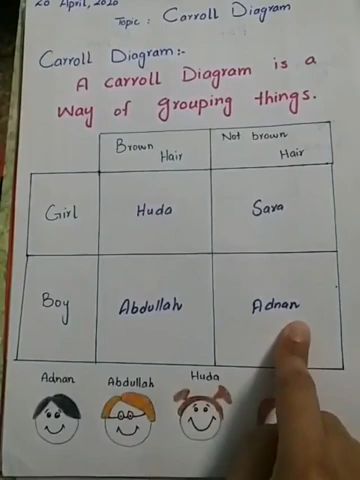 20 April, 2020
Topic : Carroll Diagram
Carroll Diagram:-
A carroll Diagram is a
way of grouping things.
Brown
Hair
Not brown
Hair
Girl
Huda
Sara
Boy
Abdullah
Adnan
Adnan
Abdullah
Huda